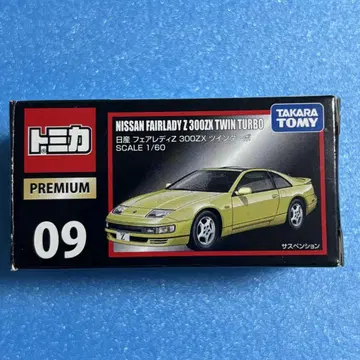 トミカ
PREMIUM
09
NISSAN FAIRLADY Z 300ZX TWIN TURBO
日産 フェアレディZ 300ZX ツインターボ
SCALE 1/60
TAKARA
TOMY
サスペンション